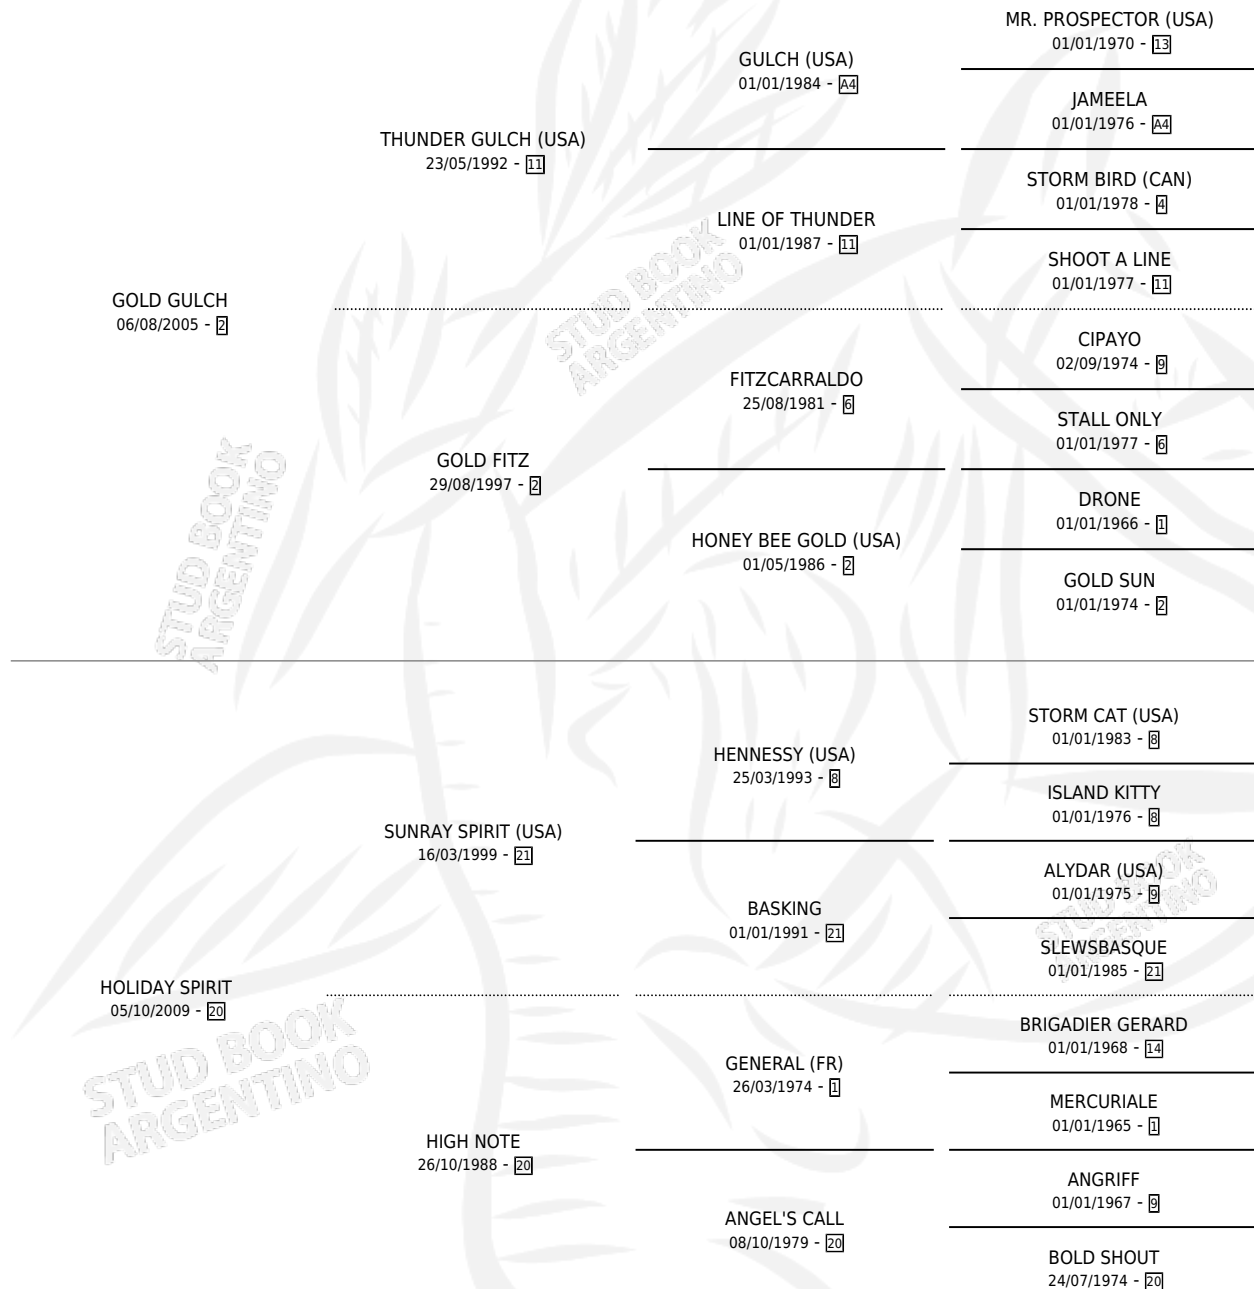 MR. PROSPECTOR (USA)
01/01/1970 - 13
GULCH (USA)
01/01/1984 - A4
JAMEELA
01/01/1976 - A4
THUNDER GULCH (USA)
23/05/1992 - 11
STORM BIRD (CAN)
01/01/1978 - 4
LINE OF THUNDER
01/01/1987 - 11
SHOOT A LINE
01/01/1977 - 11
GOLD GULCH
06/08/2005 - 2
CIPAYO
02/09/1974 - 9
FITZCARRALDO
25/08/1981 - 6
STALL ONLY
01/01/1977 - 6
GOLD FITZ
29/08/1997 - 2
DRONE
01/01/1966 - 1
HONEY BEE GOLD (USA)
01/05/1986 - 2
GOLD SUN
01/01/1974 - 2
STORM CAT (USA)
01/01/1983 - 8
HENNESSY (USA)
25/03/1993 - 8
ISLAND KITTY
01/01/1976 - 8
SUNRAY SPIRIT (USA)
16/03/1999 - 21
ALYDAR (USA)
01/01/1975 - 9
BASKING
01/01/1991 - 21
SLEWSBASQUE
01/01/1985 - 21
HOLIDAY SPIRIT
05/10/2009 - 20
BRIGADIER GERARD
01/01/1968 - 14
GENERAL (FR)
26/03/1974 - 1
MERCURIALE
01/01/1965 - 1
HIGH NOTE
26/10/1988 - 20
ANGRIFF
01/01/1967 - 9
ANGEL'S CALL
08/10/1979 - 20
BOLD SHOUT
24/07/1974 - 20
STUD BOOK
ARGENTINO
STUD BOOK
ARGENTINO
STUD BOOK
ARGENTINO
STUD BOOK
ARGENTINO